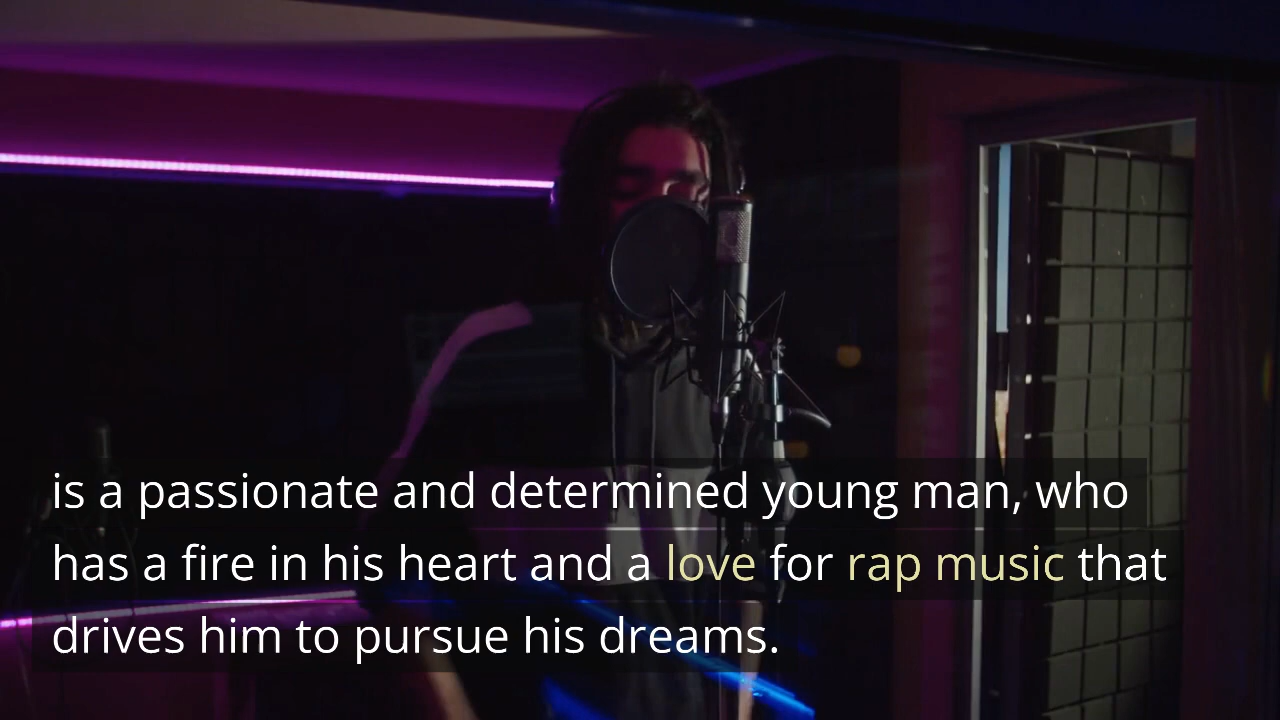 is a passionate and determined young man, who
has a fire in his heart and a love for rap music that
drives him to pursue his dreams.